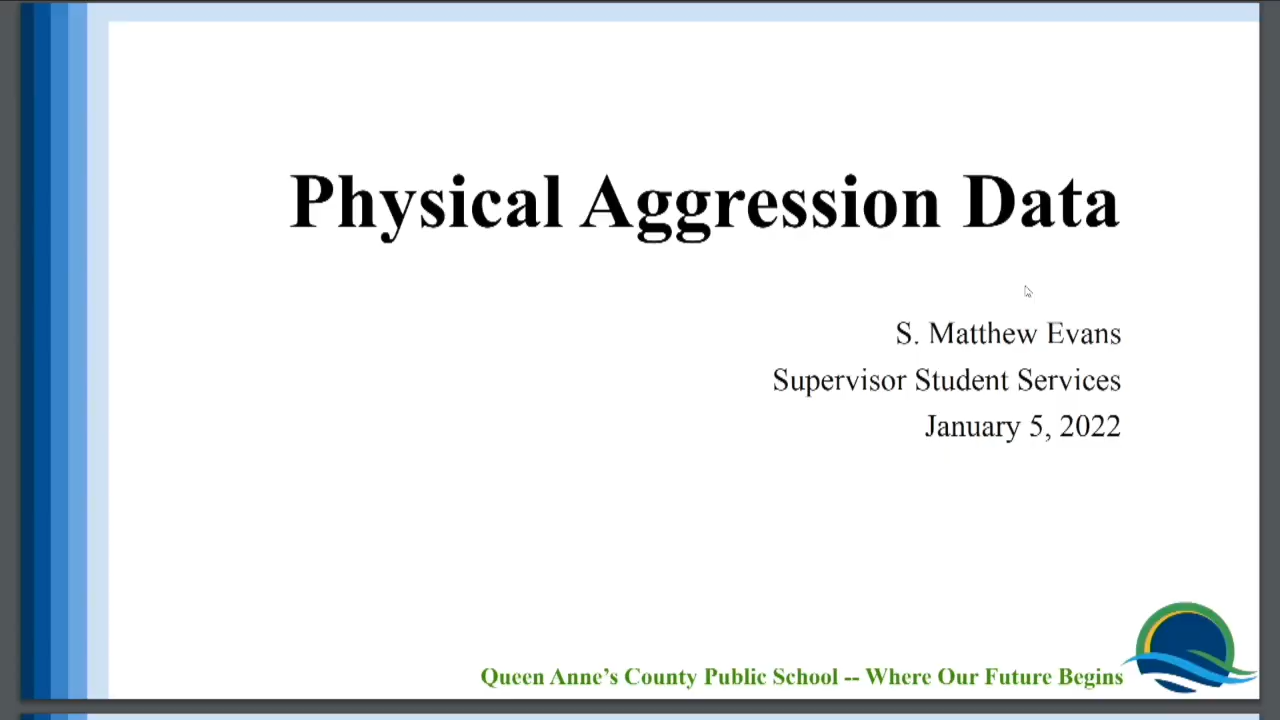 Physical Aggression Data
S. Matthew Evans
Supervisor Student Services
January 5, 2022
Queen Anne’s County Public School -- Where Our Future Begins